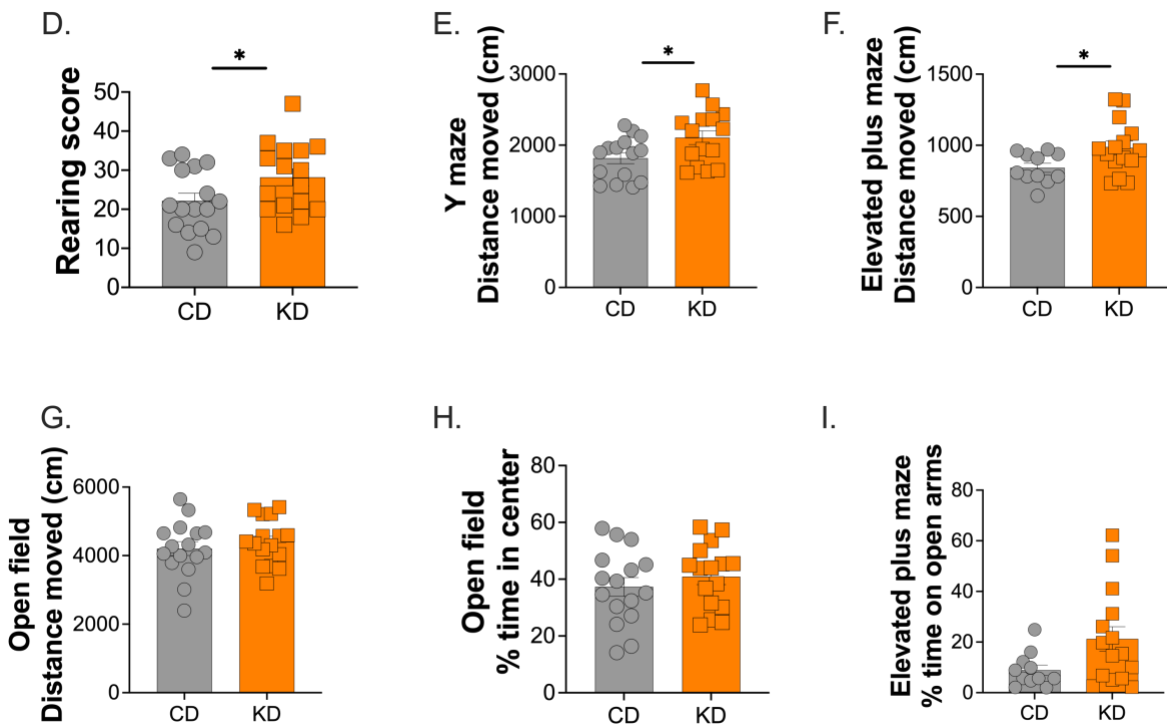 D.
*
Rearing score
50
40
30
20
10
0
CD KD
E.
*
Y maze
Distance moved (cm)
3000
2000
1000
0
CD KD
F.
*
Elevated plus maze
Distance moved (cm)
1500
1000
500
0
CD KD
G.
Open field
Distance moved (cm)
6000
4000
2000
0
CD KD
H.
Open field
% time in center
80
60
40
20
0
CD KD
I.
Elevated plus maze
% time on open arms
80
60
40
20
0
CD KD